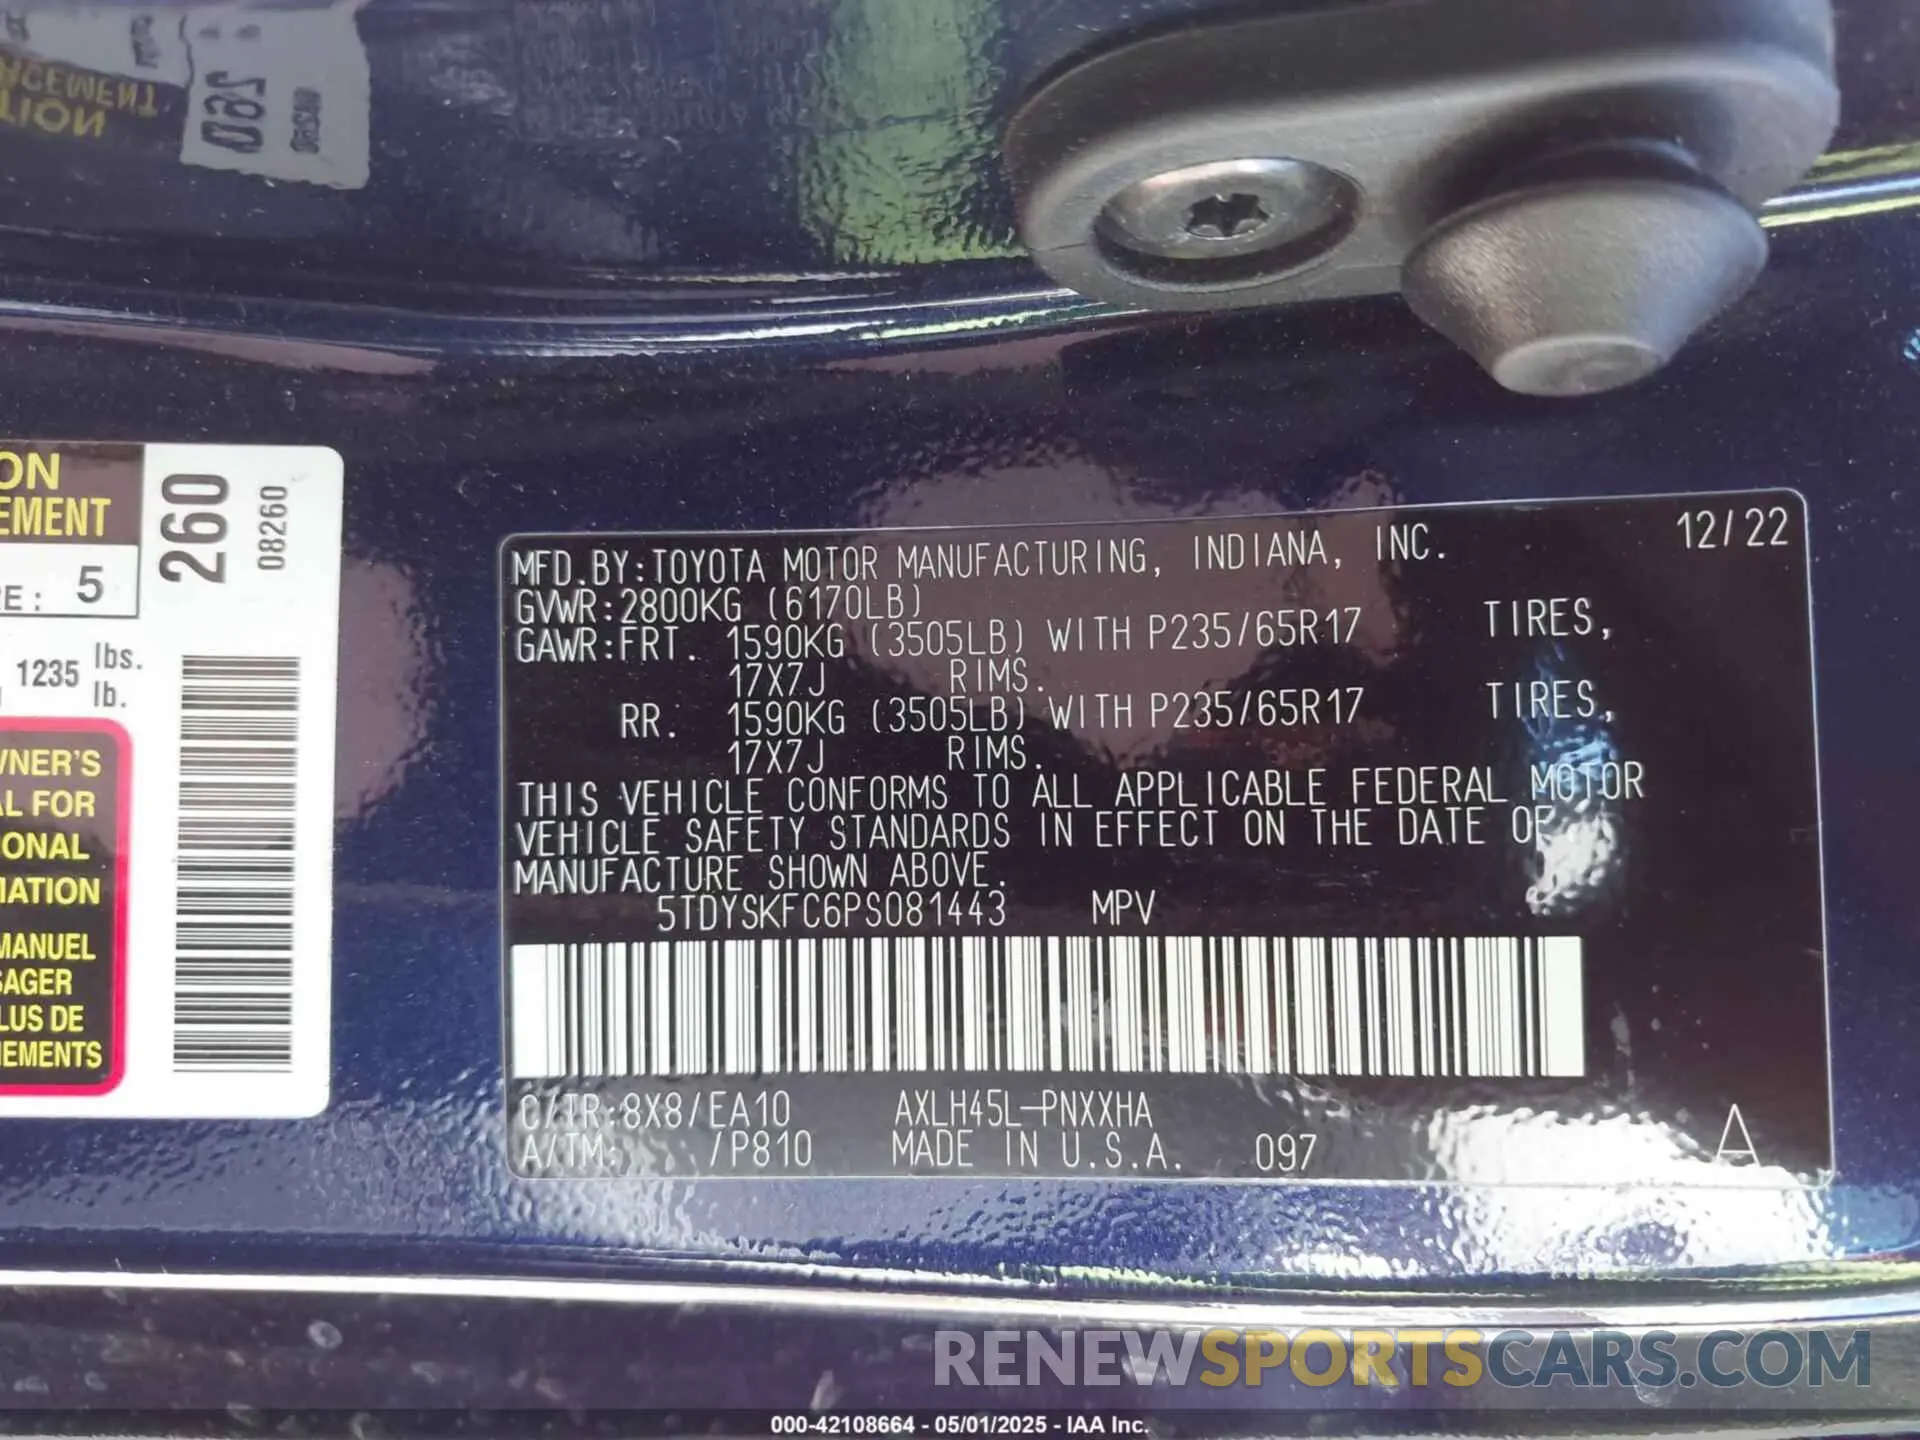 ON
EMENT
RE: 5
1235 lbs.
lb.
260
08260
WNER'S
AL FOR
ONAL
MATION
MANUEL
SAGER
LUS DE
NEMENTS
MFD.BY:TOYOTA MOTOR MANUFACTURING, INDIANA, INC. 12/22
GVWR:2800KG (6170LB)
GAWR:FRT. 1590KG (3505LB) WITH P235/65R17 TIRES,
17X7J RIMS.
RR. 1590KG (3505LB) WITH P235/65R17 TIRES,
17X7J RIMS.
THIS VEHICLE CONFORMS TO ALL APPLICABLE FEDERAL MOTOR
VEHICLE SAFETY STANDARDS IN EFFECT ON THE DATE OF
MANUFACTURE SHOWN ABOVE.
5TDYSKFC6PS081443 MPV
C/TR:8X8/EA10 AXLH45L-PNXXHA
A/TM: /P810 MADE IN U.S.A. 097 A
RENEWSPORTSCARS.COM
000-42108664 - 05/01/2025 - IAA Inc.